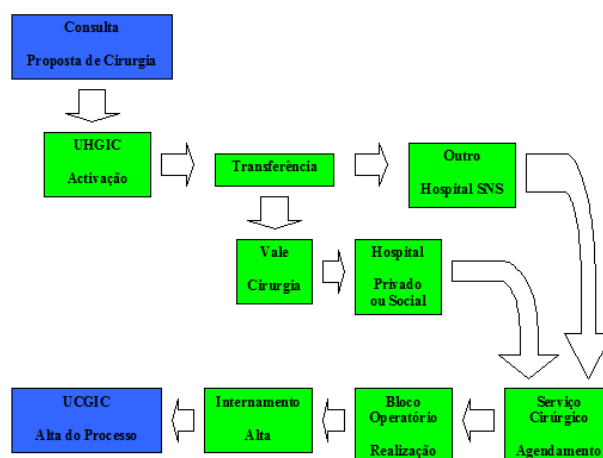 Consulta
Proposta de Cirurgia
UHGIC
Activação
Transferência
Outro
Hospital SNS
Vale
Cirurgia
Hospital
Privado
ou Social
UCGIC
Alta do Processo
Internamento
Alta
Bloco
Operatório
Realização
Serviço
Cirúrgico
Agendamento